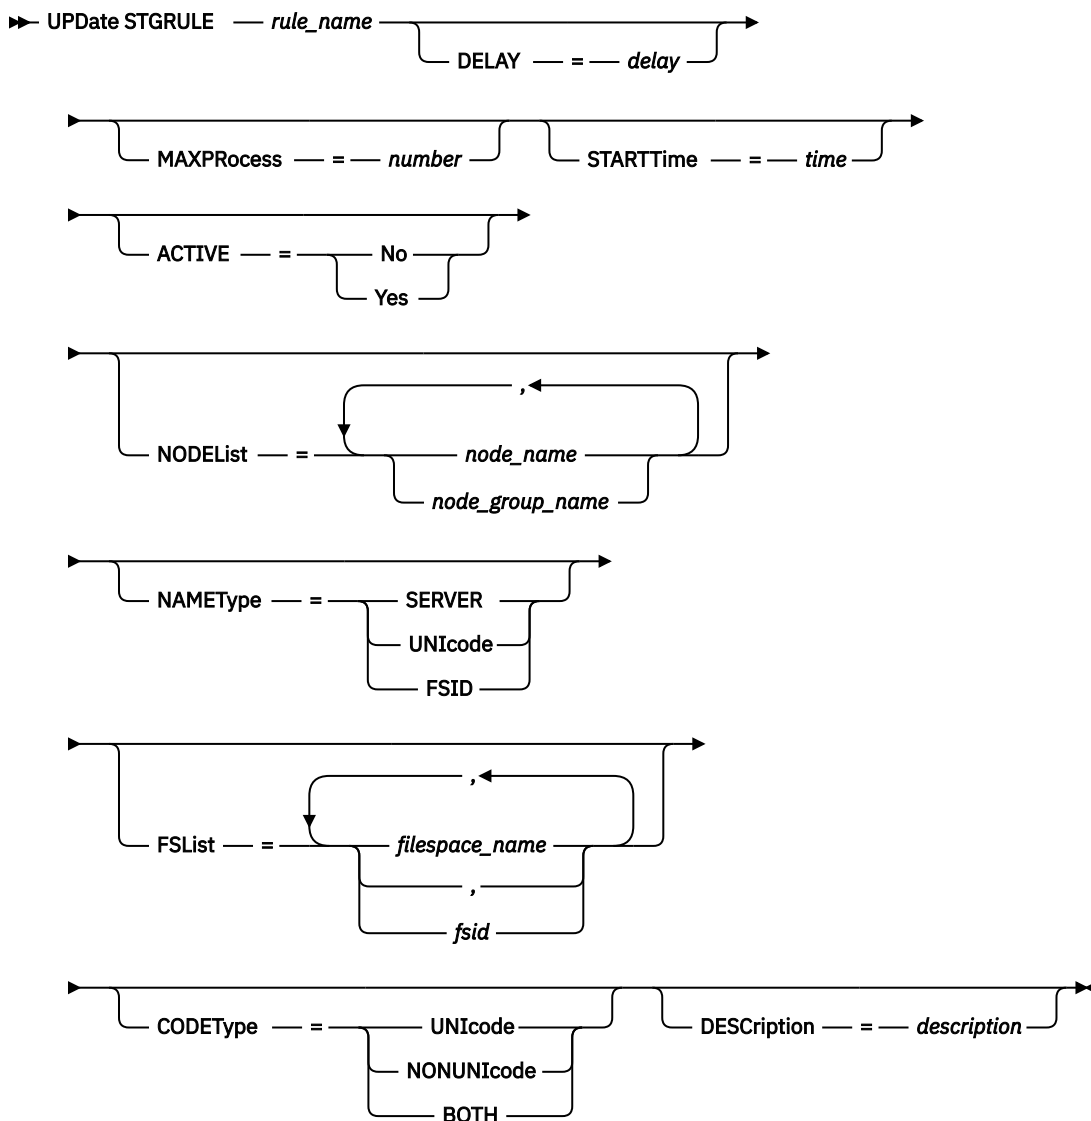 UPDate STGRULE — rule_name
DELAY — = — delay
MAXPRocess — = — number STARTTime — = — time
ACTIVE — = No
Yes
,
NODEList — = node_name
node_group_name
NAMEType — = SERVER
UNIcode
FSID
,
FSList — = filespace_name
,
fsid
CODEType — = UNIcode DESCription — = — description
NONUNIcode
BOTH